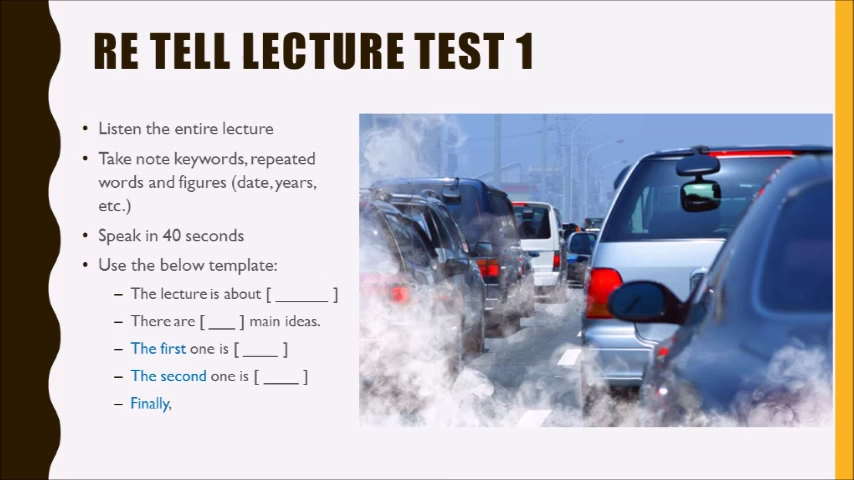 RE TELL LECTURE TEST 1
• Listen the entire lecture
• Take note keywords, repeated
words and figures (date, years,
etc.)
• Speak in 40 seconds
• Use the below template:
– The lecture is about [ ______ ]
– There are [ ___ ] main ideas.
– The first one is [ ____ ]
– The second one is [ ____ ]
– Finally,